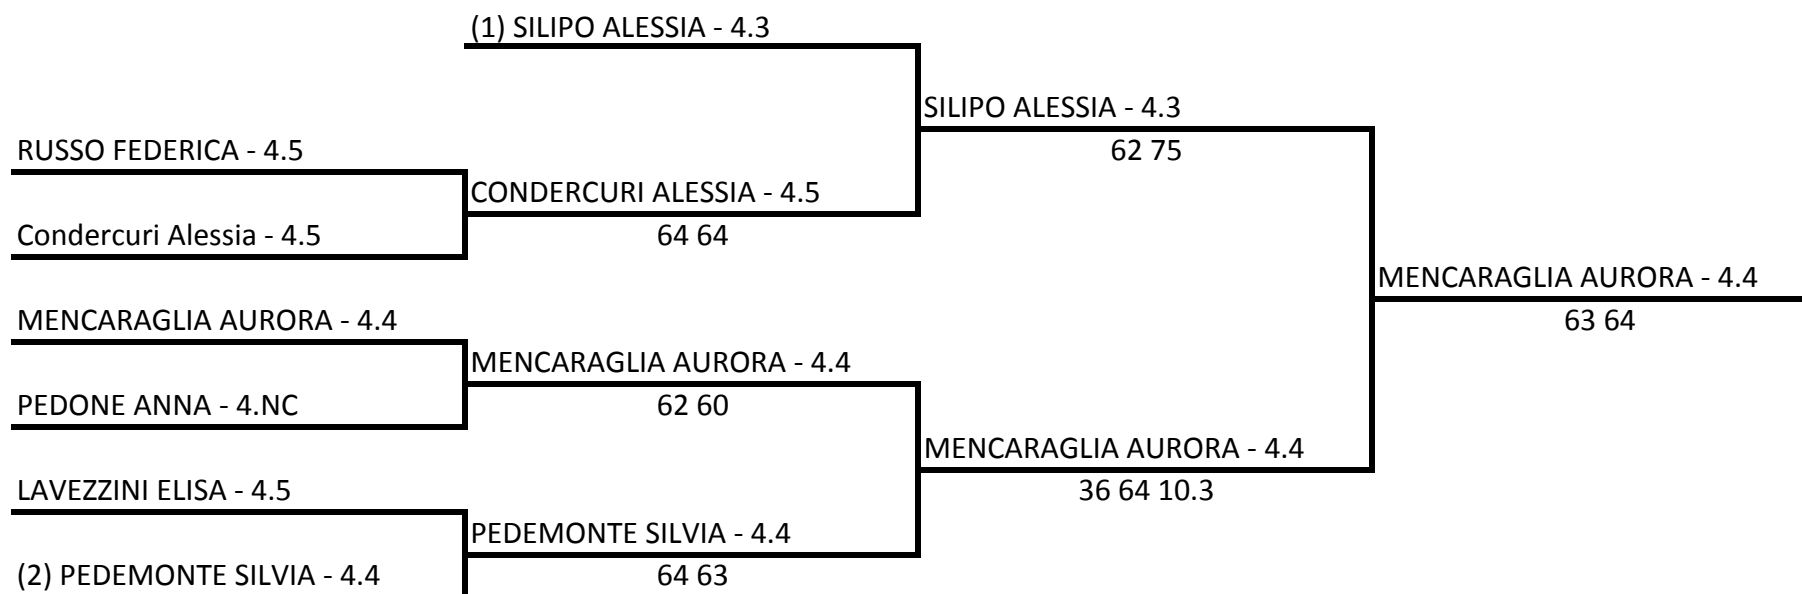 (1) SILIPO ALESSIA - 4.3
SILIPO ALESSIA - 4.3
62 75
RUSSO FEDERICA - 4.5
CONDERCURI ALESSIA - 4.5
64 64
Condercuri Alessia - 4.5
MENCARAGLIA AURORA - 4.4
63 64
MENCARAGLIA AURORA - 4.4
MENCARAGLIA AURORA - 4.4
62 60
PEDONE ANNA - 4.NC
MENCARAGLIA AURORA - 4.4
36 64 10.3
LAVEZZINI ELISA - 4.5
PEDEMONTE SILVIA - 4.4
64 63
(2) PEDEMONTE SILVIA - 4.4